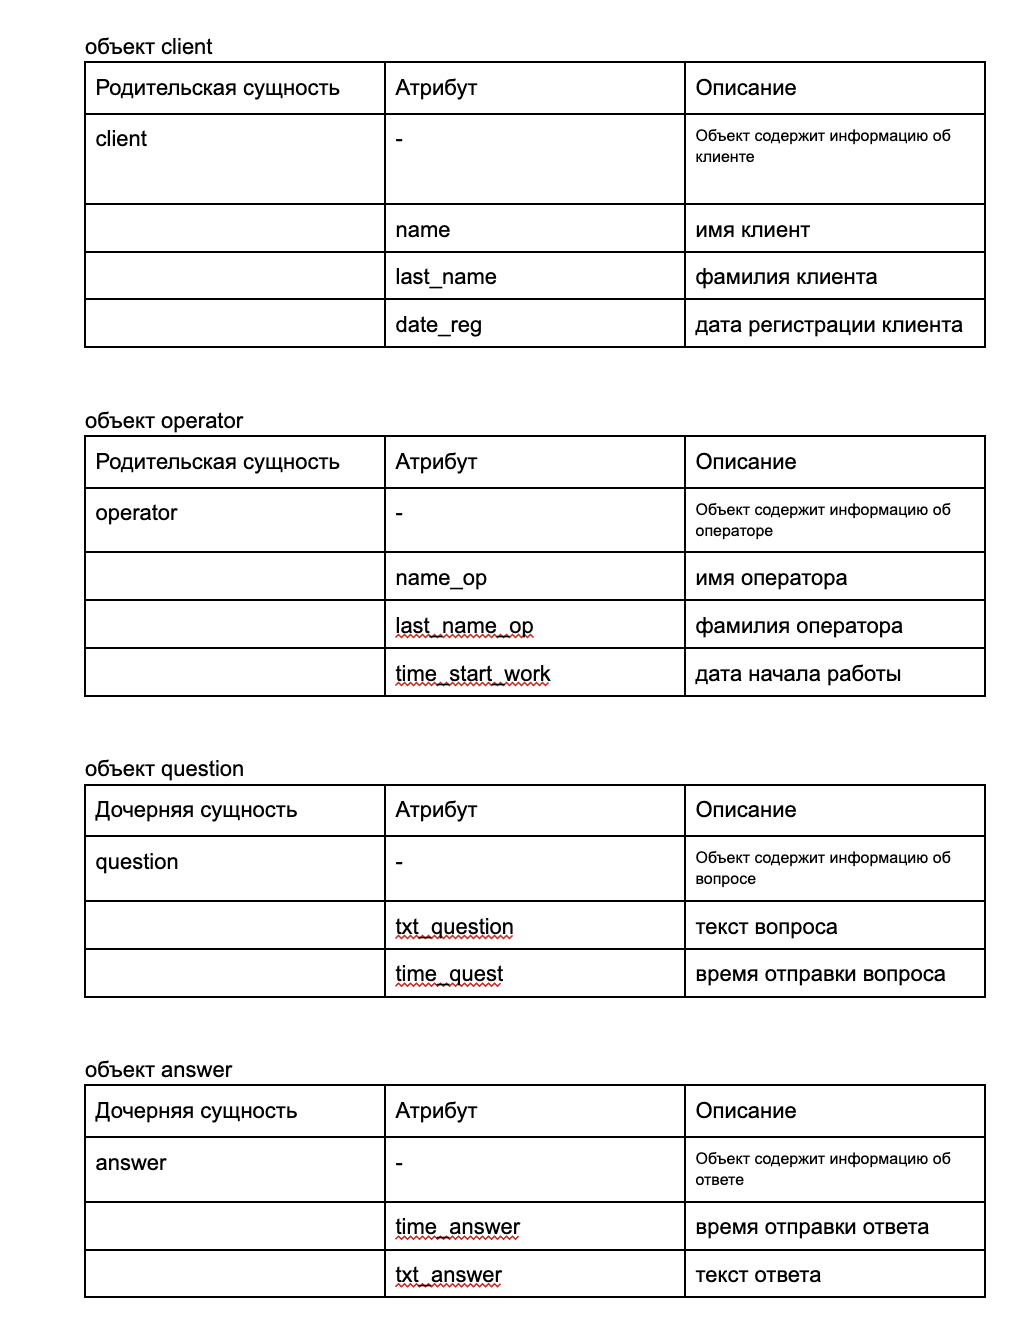 объект client
Родительская сущность Атрибут Описание
client - Объект содержит информацию об
клиенте
name имя клиент
last_name фамилия клиента
date_reg дата регистрации клиента
объект operator
Родительская сущность Атрибут Описание
operator - Объект содержит информацию об
операторе
name_op имя оператора
last_name_op фамилия оператора
time_start_work дата начала работы
объект question
Дочерняя сущность Атрибут Описание
question - Объект содержит информацию об
вопросе
txt_question текст вопроса
time_quest время отправки вопроса
объект answer
Дочерняя сущность Атрибут Описание
answer - Объект содержит информацию об
ответе
time_answer время отправки ответа
txt_answer текст ответа